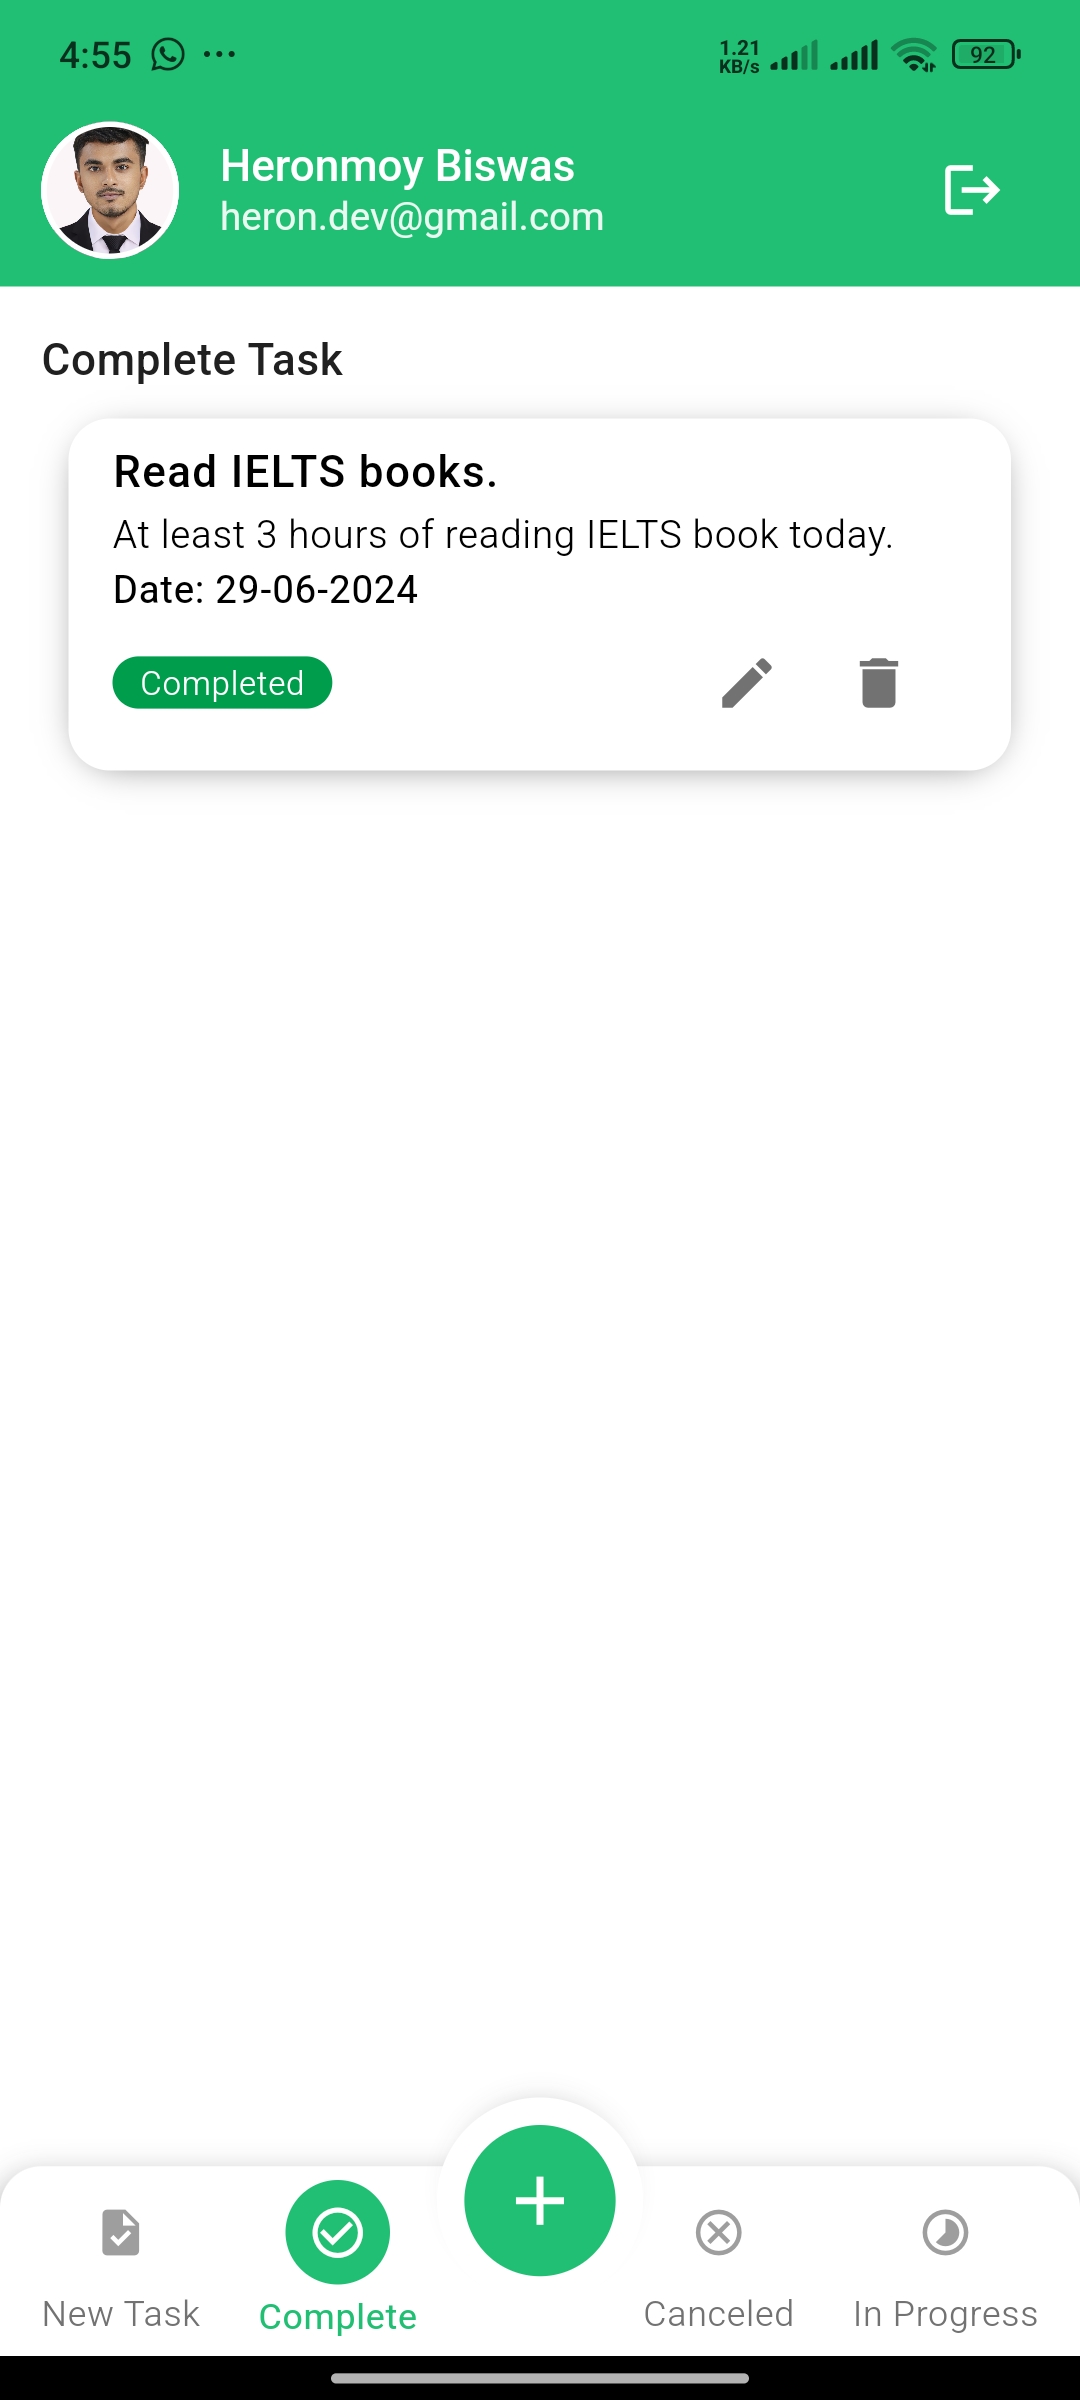 4:55
1.21
KB/s
92
Heronmoy Biswas
heron.dev@gmail.com
Complete Task
Read IELTS books.
At least 3 hours of reading IELTS book today.
Date: 29-06-2024
Completed
New Task
Complete
Canceled
In Progress